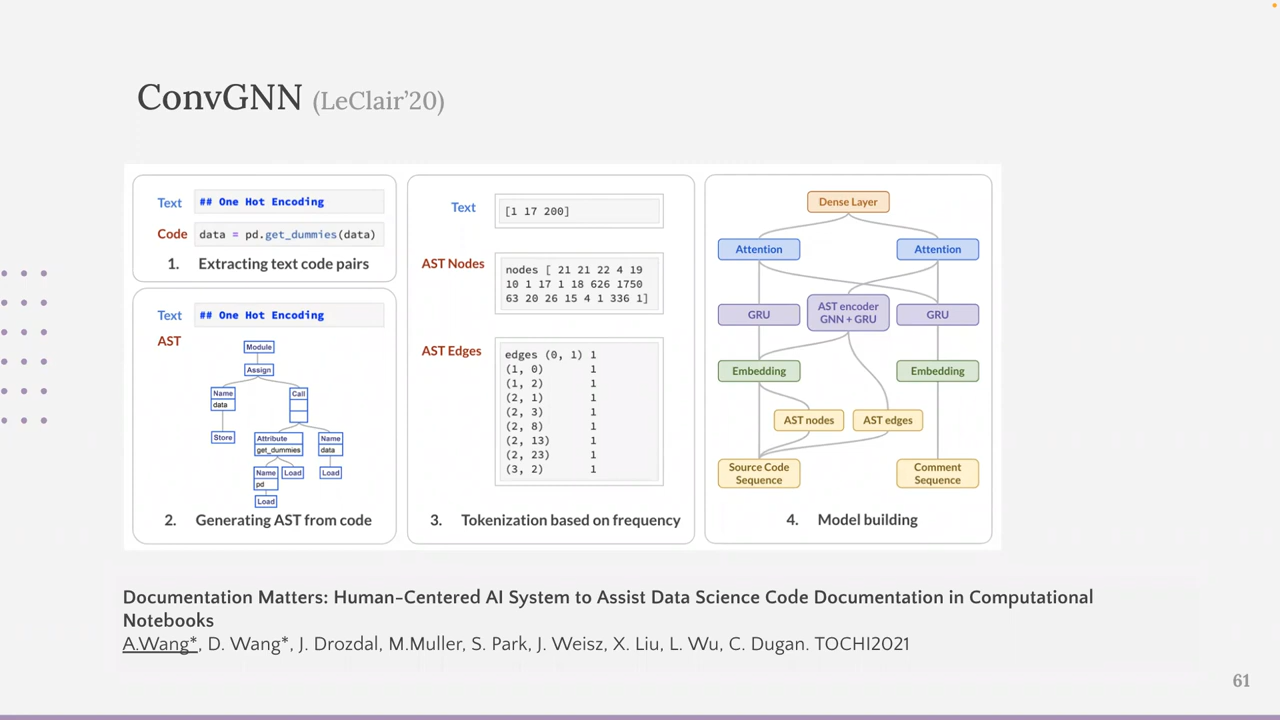 ConvGNN (LeClair’20)
Text ## One Hot Encoding
Code data = pd.get_dummies(data)
1. Extracting text code pairs
Text ## One Hot Encoding
AST
Module
Assign
Name
data
Call
Store
Attribute
get_dummies
Name
data
Name
pd
Load
Load
Load
2. Generating AST from code
Text [1 17 200]
AST Nodes
nodes [ 21 21 22 4 19
10 1 17 1 18 626 1750
63 20 26 15 4 1 336 1]
AST Edges
edges (0, 1) 1
(1, 0) 1
(1, 2) 1
(2, 1) 1
(2, 3) 1
(2, 8) 1
(2, 13) 1
(2, 23) 1
(3, 2) 1
3. Tokenization based on frequency
Dense Layer
Attention Attention
GRU
AST encoder
GNN + GRU
GRU
Embedding Embedding
AST nodes AST edges
Source Code
Sequence
Comment
Sequence
4. Model building
Documentation Matters: Human-Centered AI System to Assist Data Science Code Documentation in Computational
Notebooks
A.Wang*, D. Wang*, J. Drozdal, M.Muller, S. Park, J. Weisz, X. Liu, L. Wu, C. Dugan. TOCHI2021
61